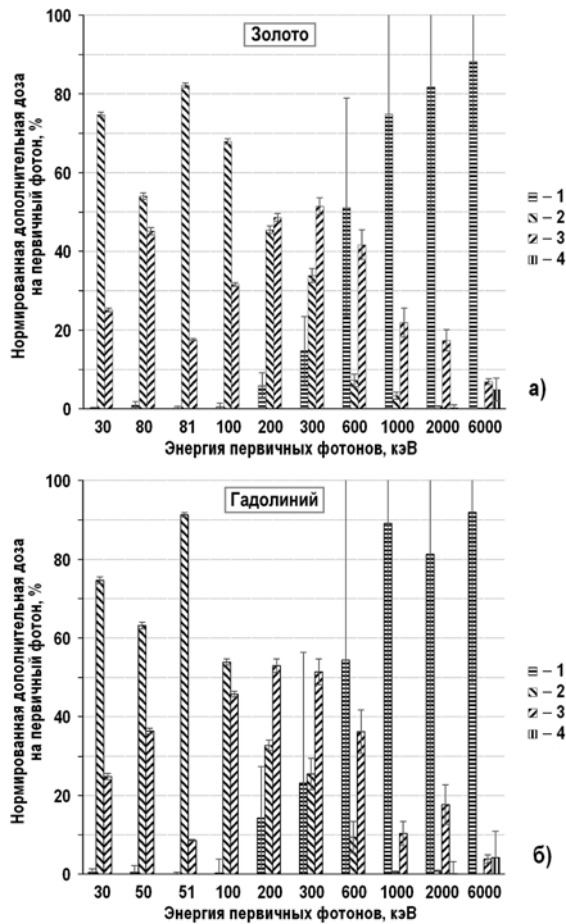 Золото
Нормированная дополнительная доза
на первичный фотон, %
100
80
60
40
20
0
30 80 81 100 200 300 600 1000 2000 6000
Энергия первичных фотонов, кэВ
– 1
– 2
– 3
– 4
а)
Гадолиний
Нормированная дополнительная доза
на первичный фотон, %
100
80
60
40
20
0
30 50 51 100 200 300 600 1000 2000 6000
Энергия первичных фотонов, кэВ
– 1
– 2
– 3
– 4
б)